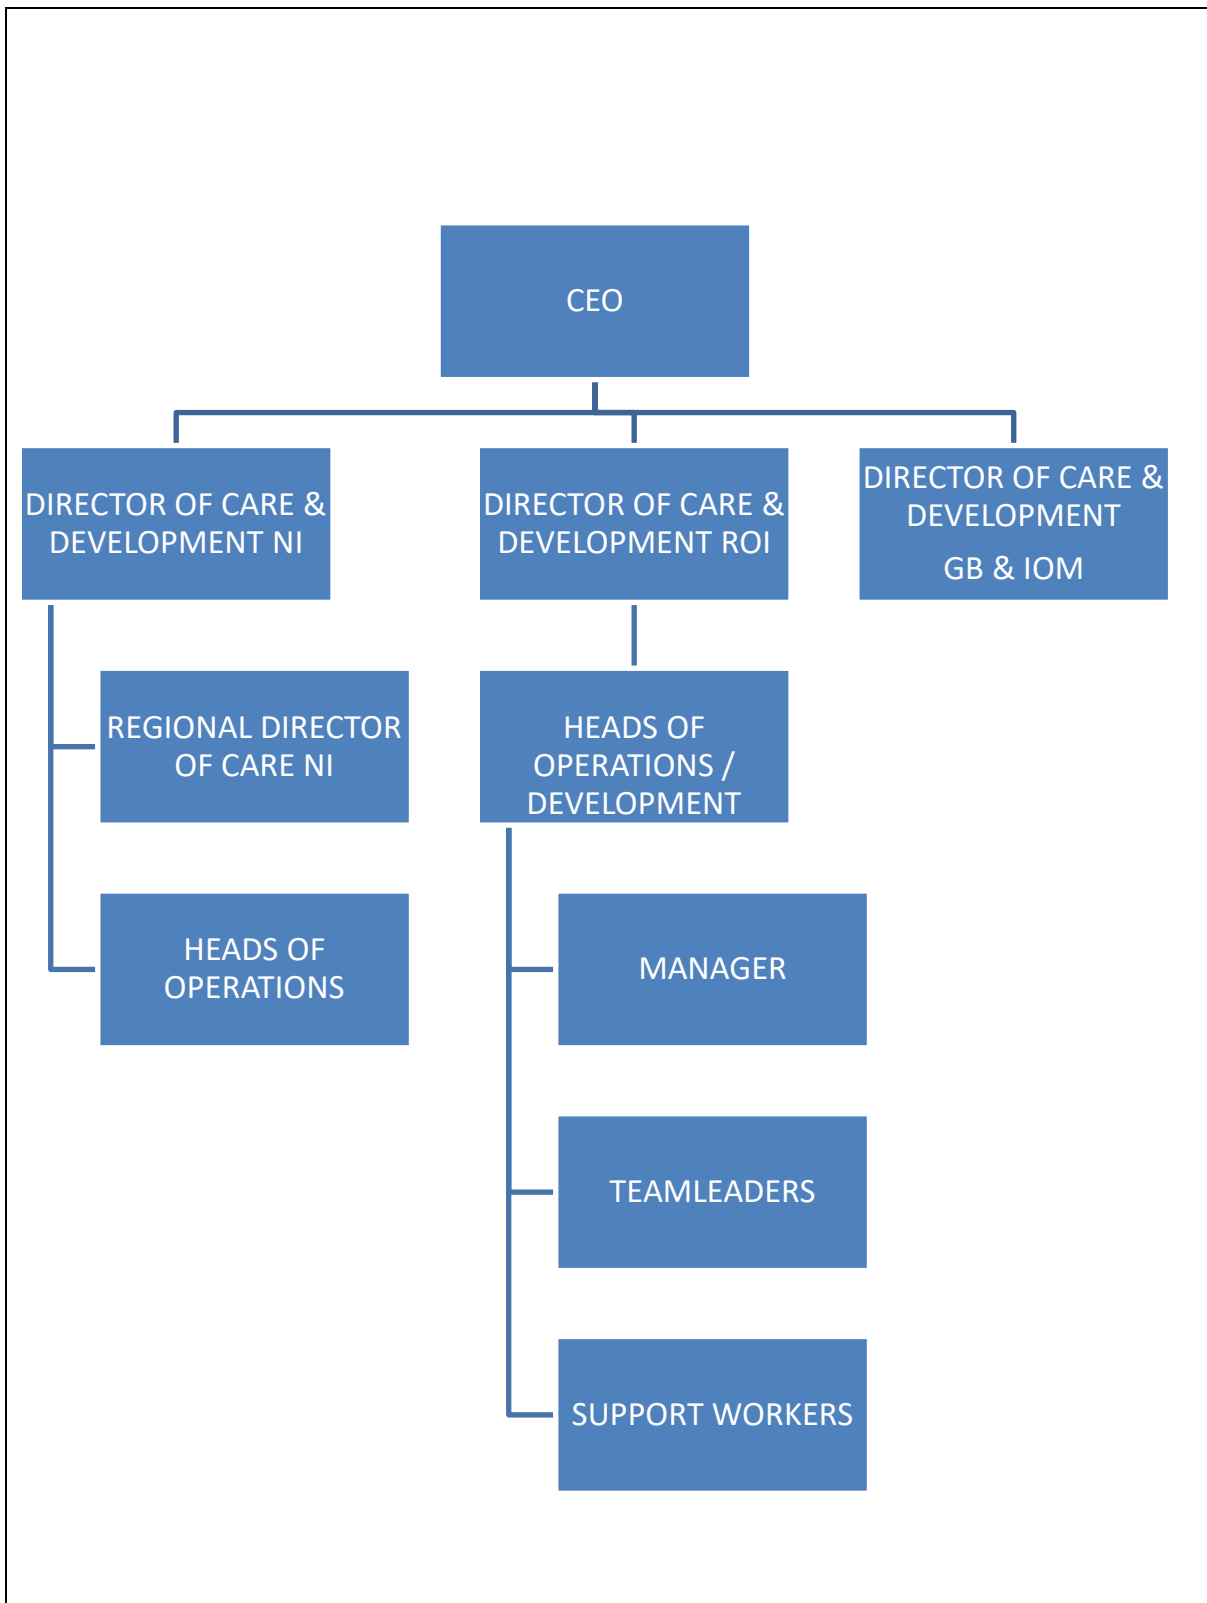 CEO
DIRECTOR OF CARE &
DEVELOPMENT NI
DIRECTOR OF CARE &
DEVELOPMENT ROI
DIRECTOR OF CARE &
DEVELOPMENT
GB & IOM
REGIONAL DIRECTOR
OF CARE NI
HEADS OF
OPERATIONS
HEADS OF
OPERATIONS /
DEVELOPMENT
MANAGER
TEAMLEADERS
SUPPORT WORKERS